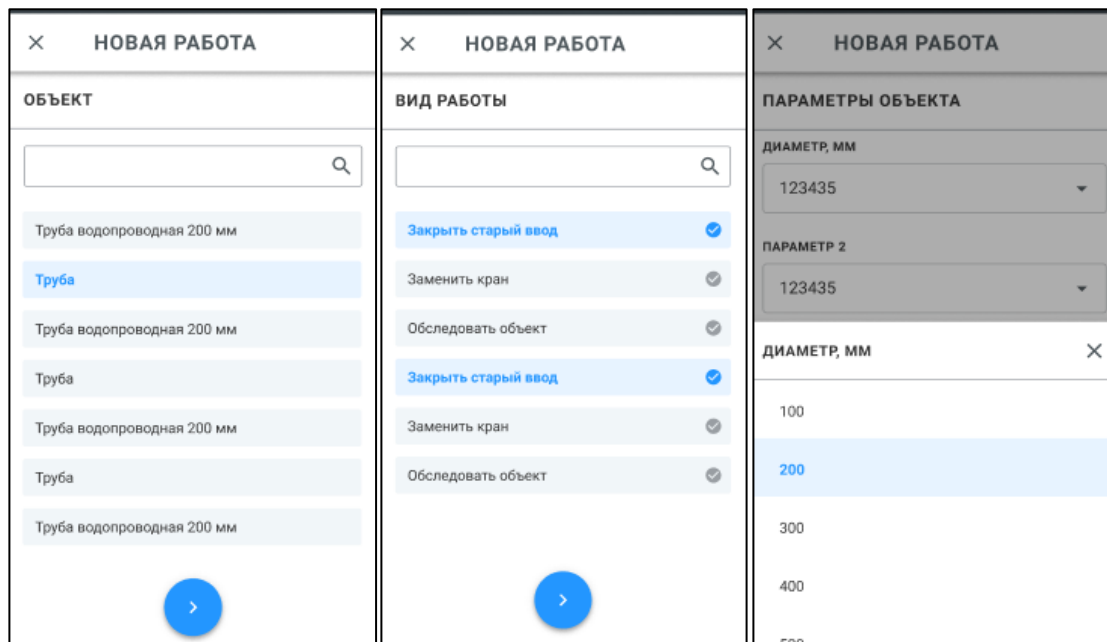 НОВАЯ РАБОТА
ОБЪЕКТ
Труба водопроводная 200 мм
Труба
Труба водопроводная 200 мм
Труба
Труба водопроводная 200 мм
Труба
Труба водопроводная 200 мм
НОВАЯ РАБОТА
ВИД РАБОТЫ
Закрыть старый ввод
Заменить кран
Обследовать объект
Закрыть старый ввод
Заменить кран
Обследовать объект
НОВАЯ РАБОТА
ПАРАМЕТРЫ ОБЪЕКТА
ДИАМЕТР, ММ
123435
ПАРАМЕТР 2
123435
ДИАМЕТР, ММ
100
200
300
400